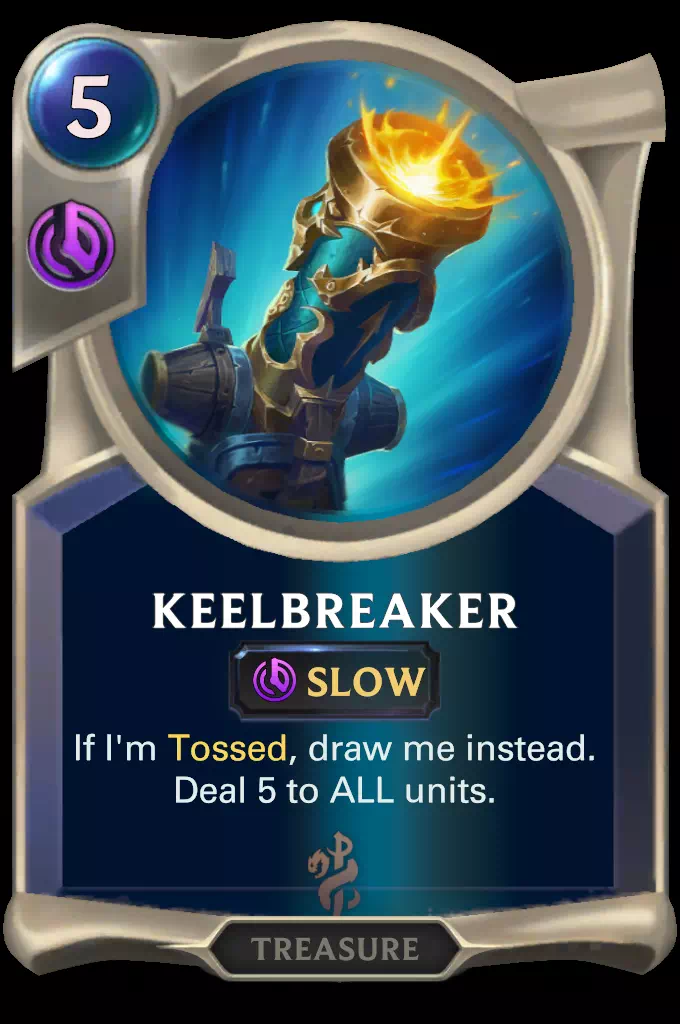 5
KEELBREAKER
SLOW
If I'm Tossed, draw me instead.
Deal 5 to ALL units.
TREASURE